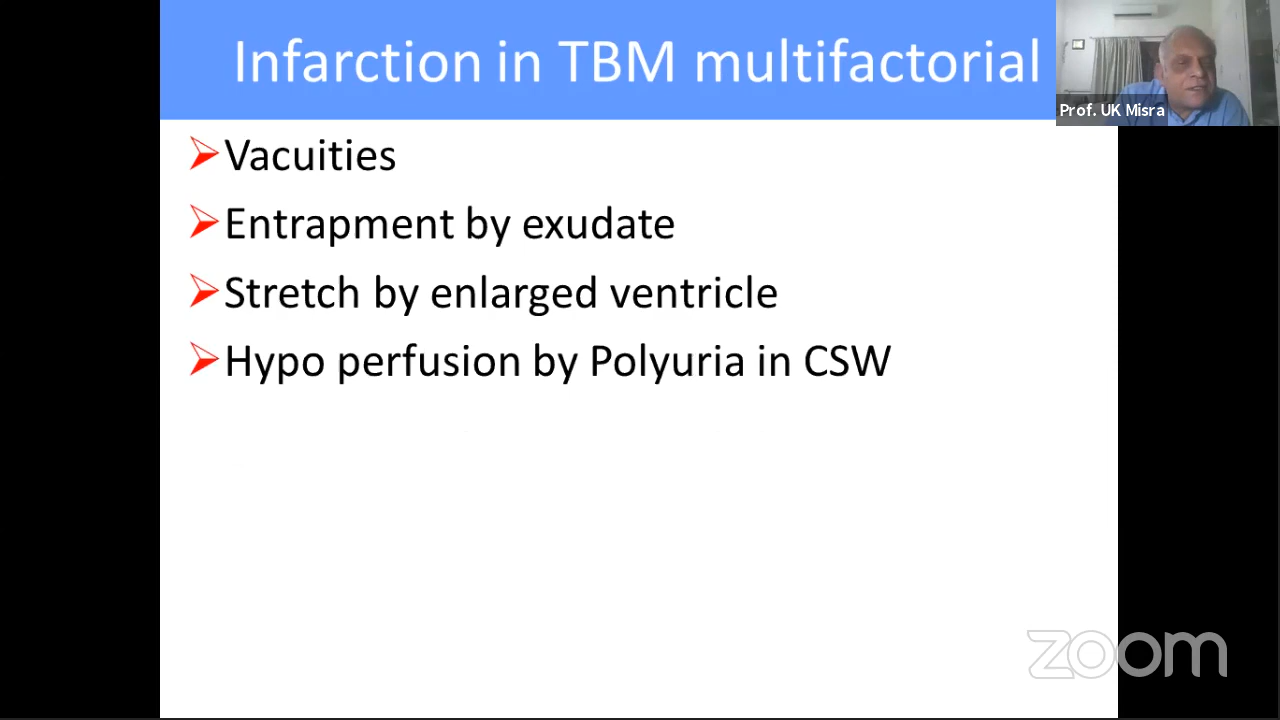 Infarction in TBM multifactorial
Prof. UK Misra
Vacuities
Entrapment by exudate
Stretch by enlarged ventricle
Hypo perfusion by Polyuria in CSW
zoom